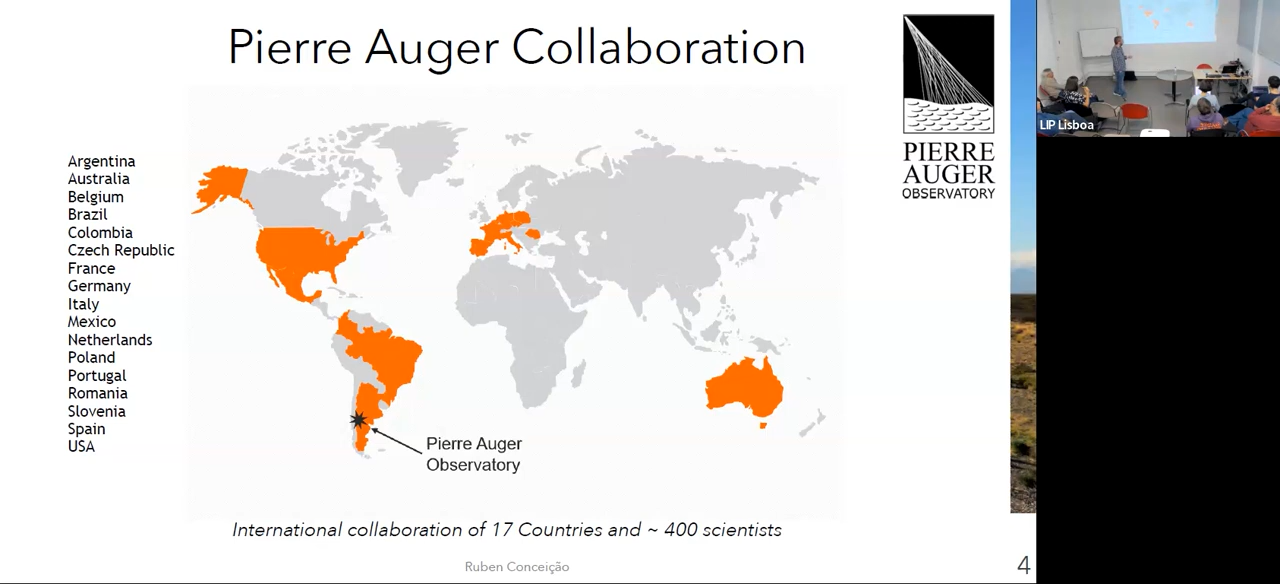 Pierre Auger Collaboration
PIERRE
AUGER
OBSERVATORY
LIP Lisboa
Argentina
Australia
Belgium
Brazil
Colombia
Czech Republic
France
Germany
Italy
Mexico
Netherlands
Poland
Portugal
Romania
Slovenia
Spain
USA
Pierre Auger
Observatory
International collaboration of 17 Countries and ~ 400 scientists
Ruben Conceição
4